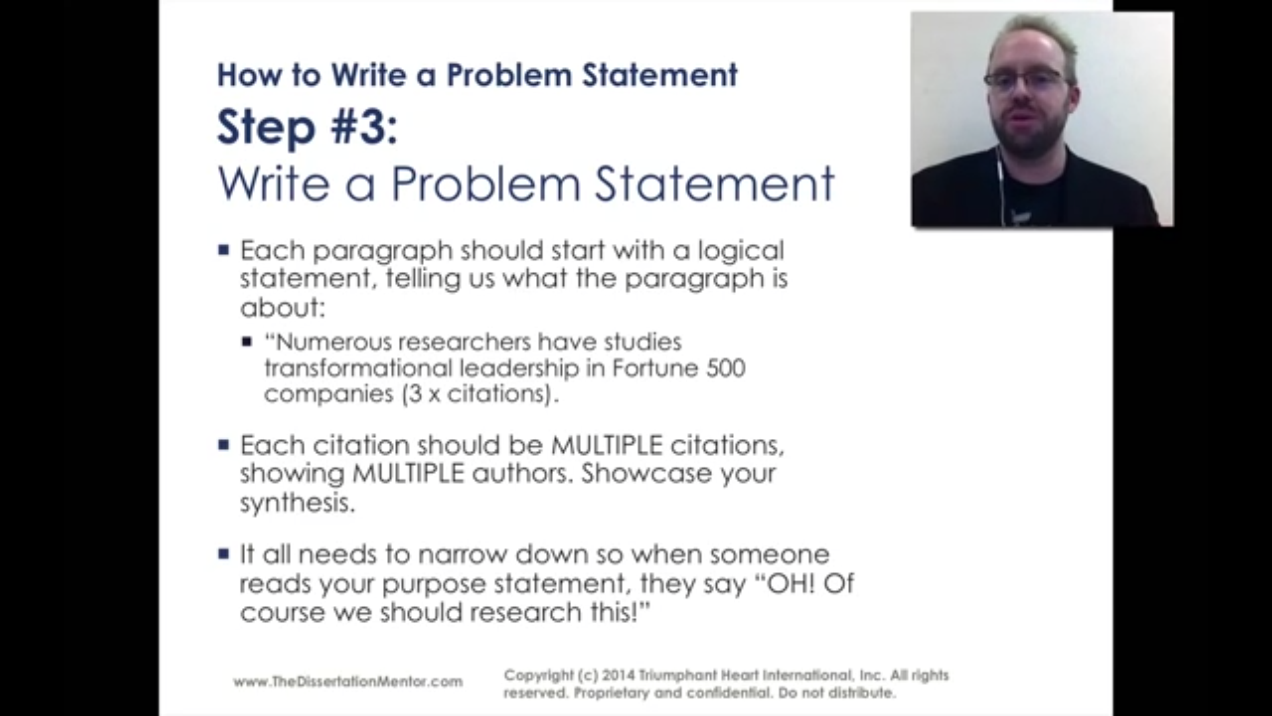 How to Write a Problem Statement
Step #3:
Write a Problem Statement
▪ Each paragraph should start with a logical
statement, telling us what the paragraph is
about:
▪ “Numerous researchers have studies
transformational leadership in Fortune 500
companies (3 x citations).
▪ Each citation should be MULTIPLE citations,
showing MULTIPLE authors. Showcase your
synthesis.
▪ It all needs to narrow down so when someone
reads your purpose statement, they say “OH! Of
course we should research this!”
www.TheDissertationMentor.com
Copyright (c) 2014 Triumphant Heart International, Inc. All rights
reserved. Proprietary and confidential. Do not distribute.